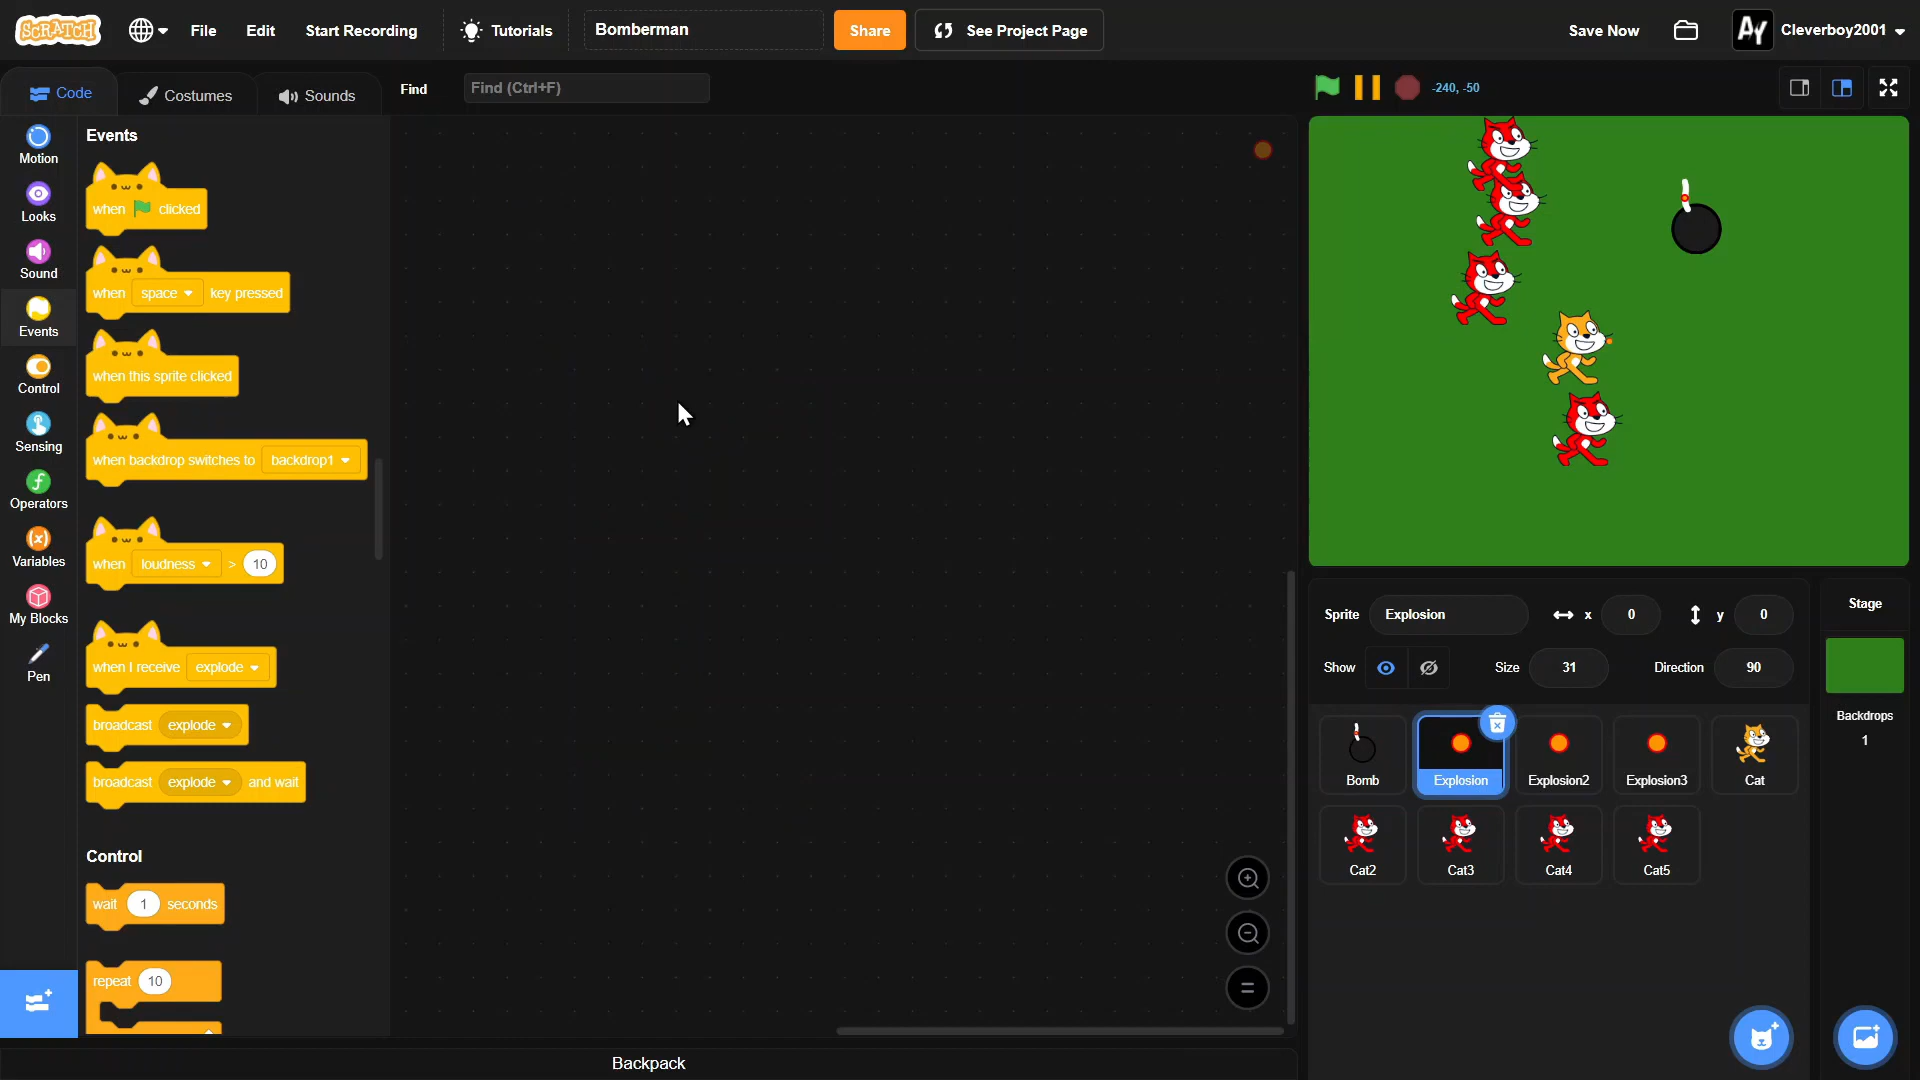 SCRATCH
File
Edit
Start Recording
Tutorials
Bomberman
Share
See Project Page
Save Now
Ay
Cleverboy2001
Code
Costumes
Sounds
Find
Find (Ctrl+F)
-240, -50
Motion
Looks
Sound
Events
Control
Sensing
Operators
Variables
My Blocks
Pen
Events
when clicked
when space key pressed
when this sprite clicked
when backdrop switches to backdrop1
when loudness > 10
when I receive explode
broadcast explode
broadcast explode and wait
Control
wait 1 seconds
repeat 10
Backpack
Sprite Explosion x 0 y 0
Show Size 31 Direction 90
Bomb
Explosion
Explosion2
Explosion3
Cat
Cat2
Cat3
Cat4
Cat5
Stage
Backdrops
1